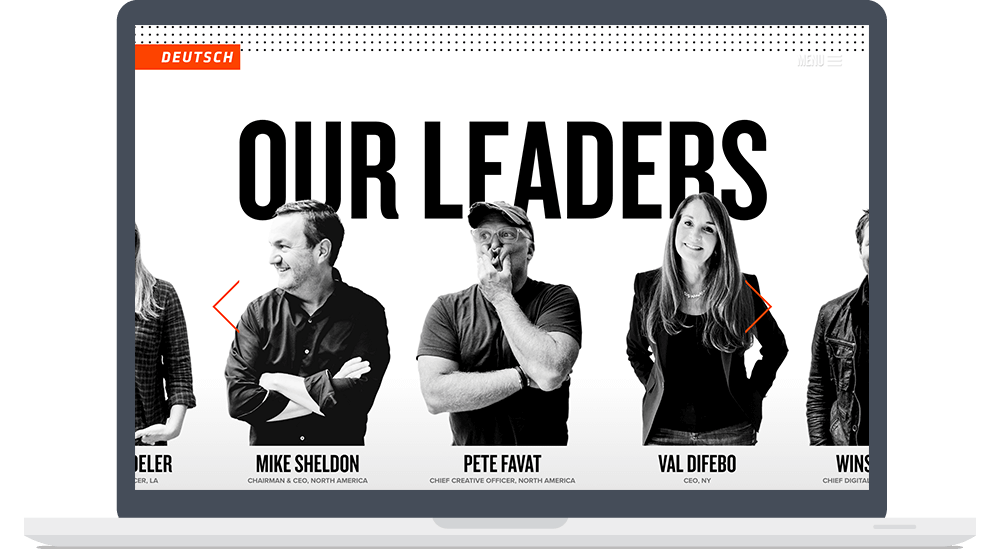 DEUTSCH
MENU
OUR LEADERS
DELER
MIKE SHELDON
PETE FAVAT
VAL DIFEBO
WINS
CER, LA
CHAIRMAN & CEO, NORTH AMERICA
CHIEF CREATIVE OFFICER, NORTH AMERICA
CEO, NY
CHIEF DIGITAL